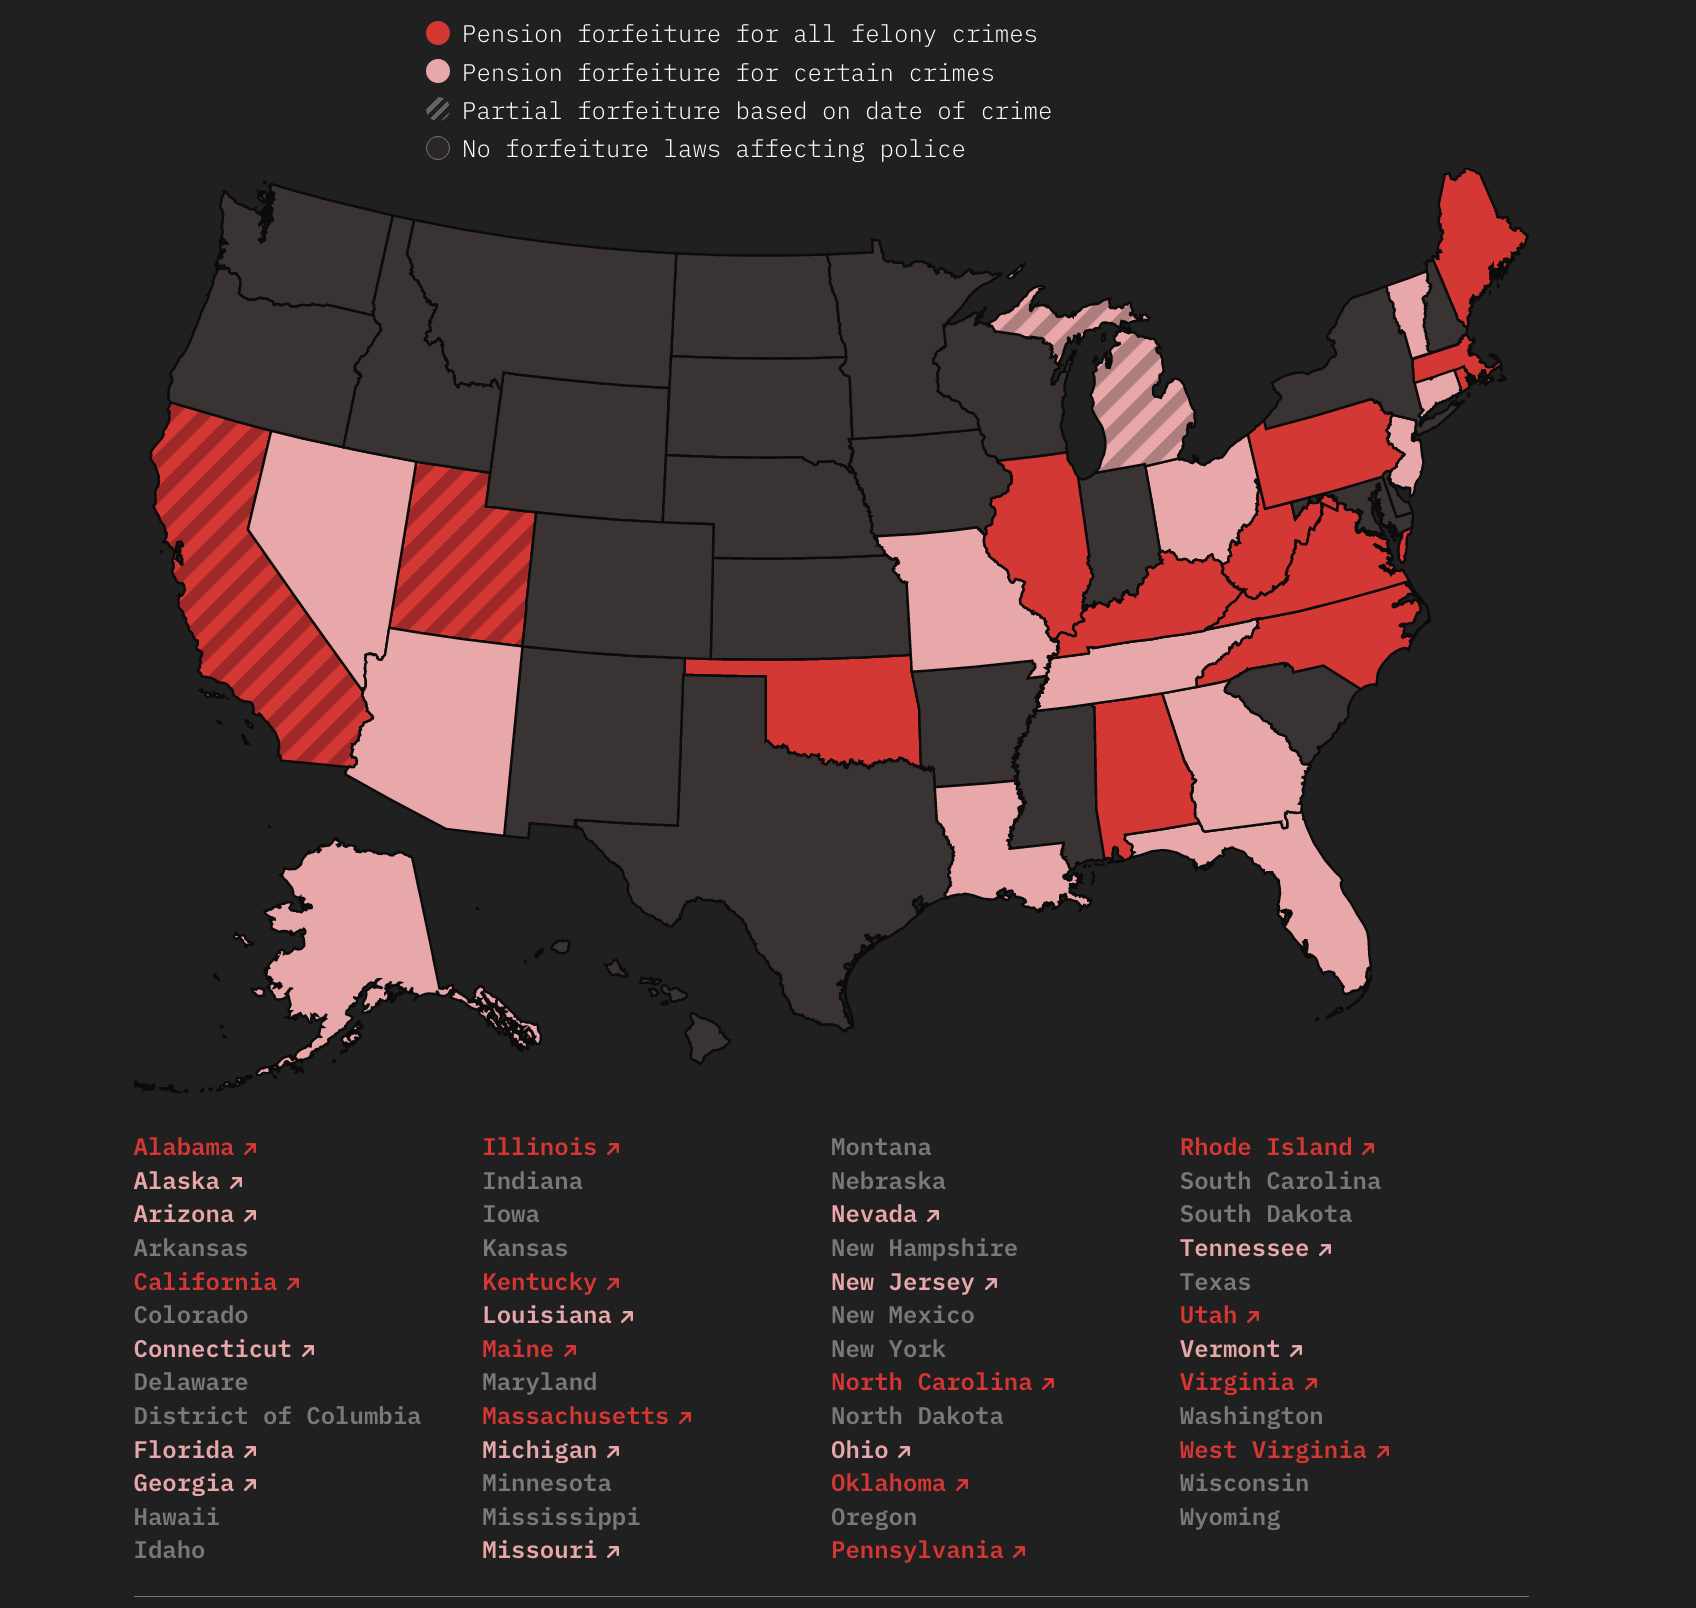 Pension forfeiture for all felony crimes
Pension forfeiture for certain crimes
Partial forfeiture based on date of crime
No forfeiture laws affecting police
Alabama ↗
Alaska ↗
Arizona ↗
Arkansas
California ↗
Colorado
Connecticut ↗
Delaware
District of Columbia
Florida ↗
Georgia ↗
Hawaii
Idaho
Illinois ↗
Indiana
Iowa
Kansas
Kentucky ↗
Louisiana ↗
Maine ↗
Maryland
Massachusetts ↗
Michigan ↗
Minnesota
Mississippi
Missouri ↗
Montana
Nebraska
Nevada ↗
New Hampshire
New Jersey ↗
New Mexico
New York
North Carolina ↗
North Dakota
Ohio ↗
Oklahoma ↗
Oregon
Pennsylvania ↗
Rhode Island ↗
South Carolina
South Dakota
Tennessee ↗
Texas
Utah ↗
Vermont ↗
Virginia ↗
Washington
West Virginia ↗
Wisconsin
Wyoming